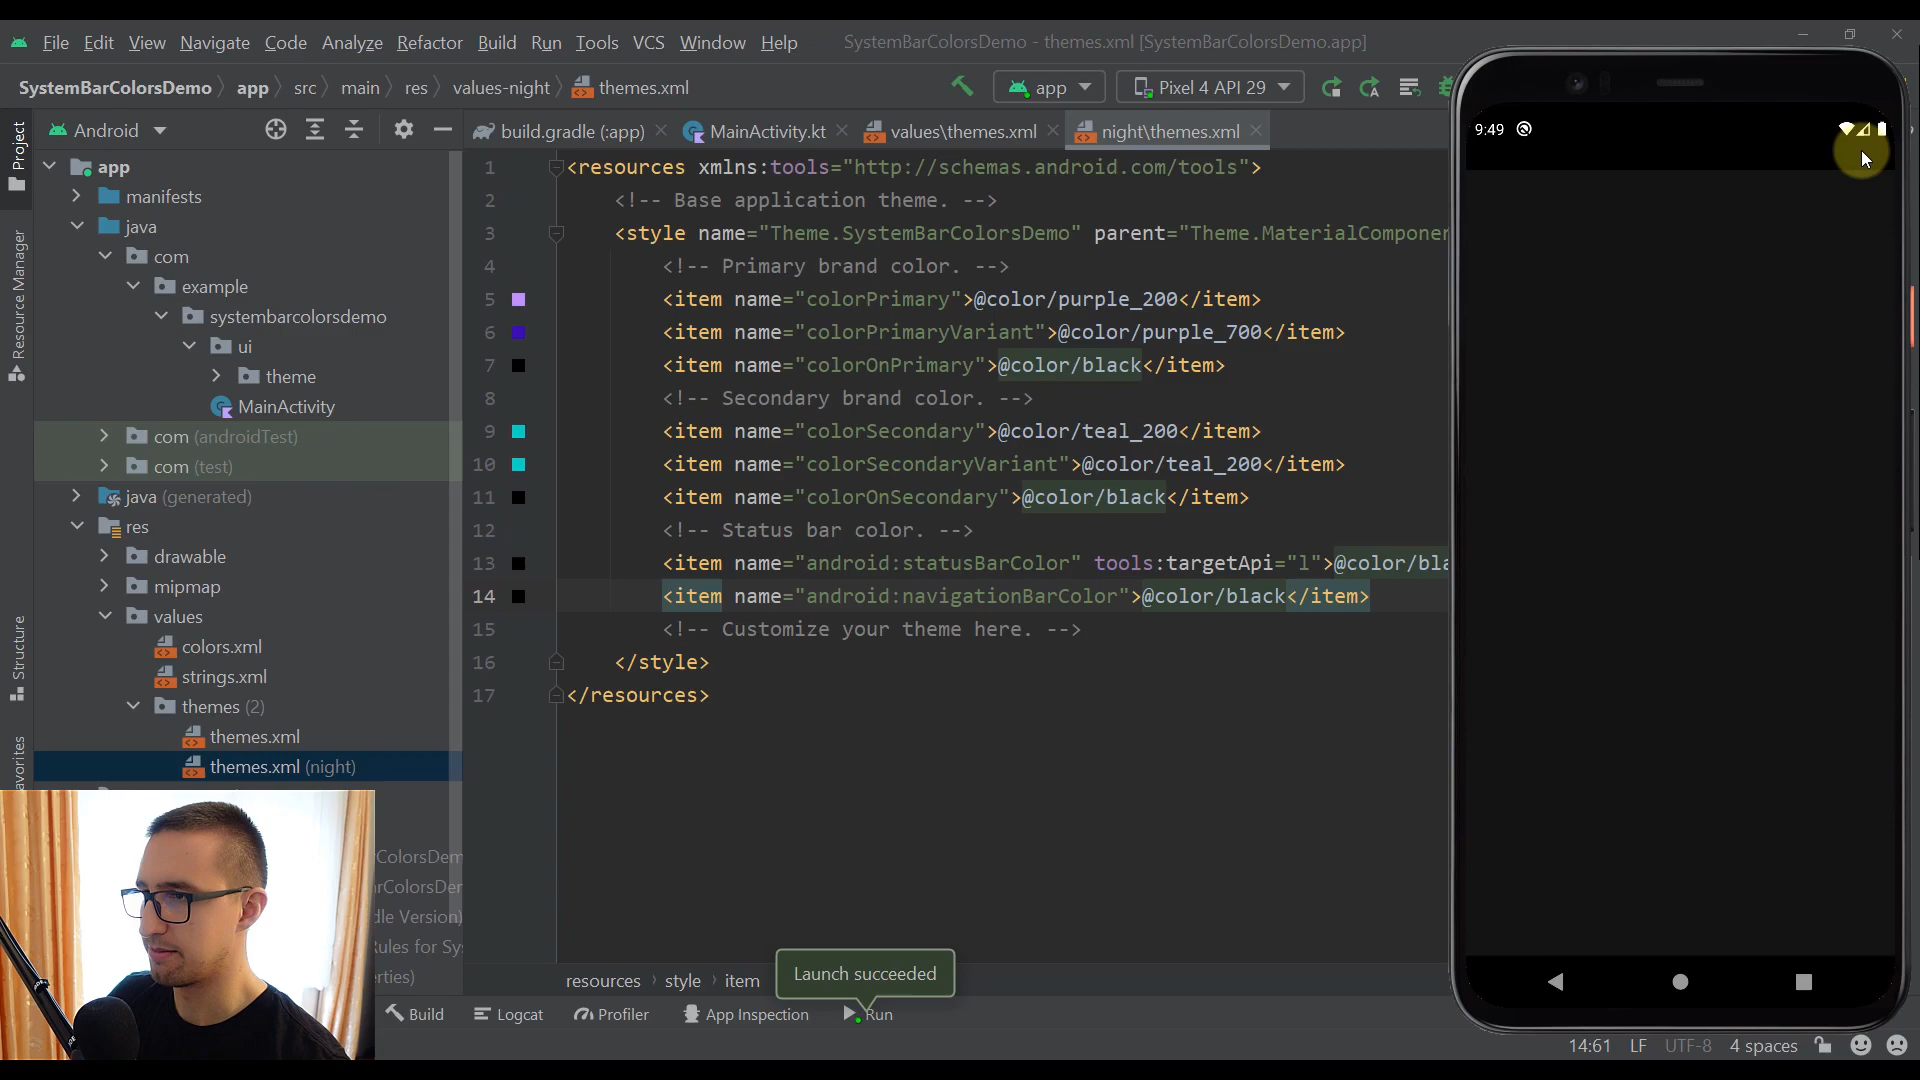 File Edit View Navigate Code Analyze Refactor Build Run Tools VCS Window Help SystemBarColorsDemo - themes.xml [SystemBarColorsDemo.app]
SystemBarColorsDemo app src main res values-night themes.xml app Pixel 4 API 29
Android
build.gradle (:app) MainActivity.kt values\themes.xml night\themes.xml
Project
Resource Manager
Structure
avorites
app
manifests
java
com
example
systembarcolorsdemo
ui
theme
MainActivity
com (androidTest)
com (test)
java (generated)
res
drawable
mipmap
values
colors.xml
strings.xml
themes (2)
themes.xml
themes.xml (night)
ColorsDem
arColorsDer
dle Version)
Rules for Sy
erties)
1 <resources xmlns:tools="http://schemas.android.com/tools">
2 <!-- Base application theme. -->
3 <style name="Theme.SystemBarColorsDemo" parent="Theme.MaterialComponen
4 <!-- Primary brand color. -->
5 <item name="colorPrimary">@color/purple_200</item>
6 <item name="colorPrimaryVariant">@color/purple_700</item>
7 <item name="colorOnPrimary">@color/black</item>
8 <!-- Secondary brand color. -->
9 <item name="colorSecondary">@color/teal_200</item>
10 <item name="colorSecondaryVariant">@color/teal_200</item>
11 <item name="colorOnSecondary">@color/black</item>
12 <!-- Status bar color. -->
13 <item name="android:statusBarColor" tools:targetApi="l">@color/bla
14 <item name="android:navigationBarColor">@color/black</item>
15 <!-- Customize your theme here. -->
16 </style>
17 </resources>
9:49
resources style item
Launch succeeded
Build Logcat Profiler App Inspection Run
14:61 LF UTF-8 4 spaces